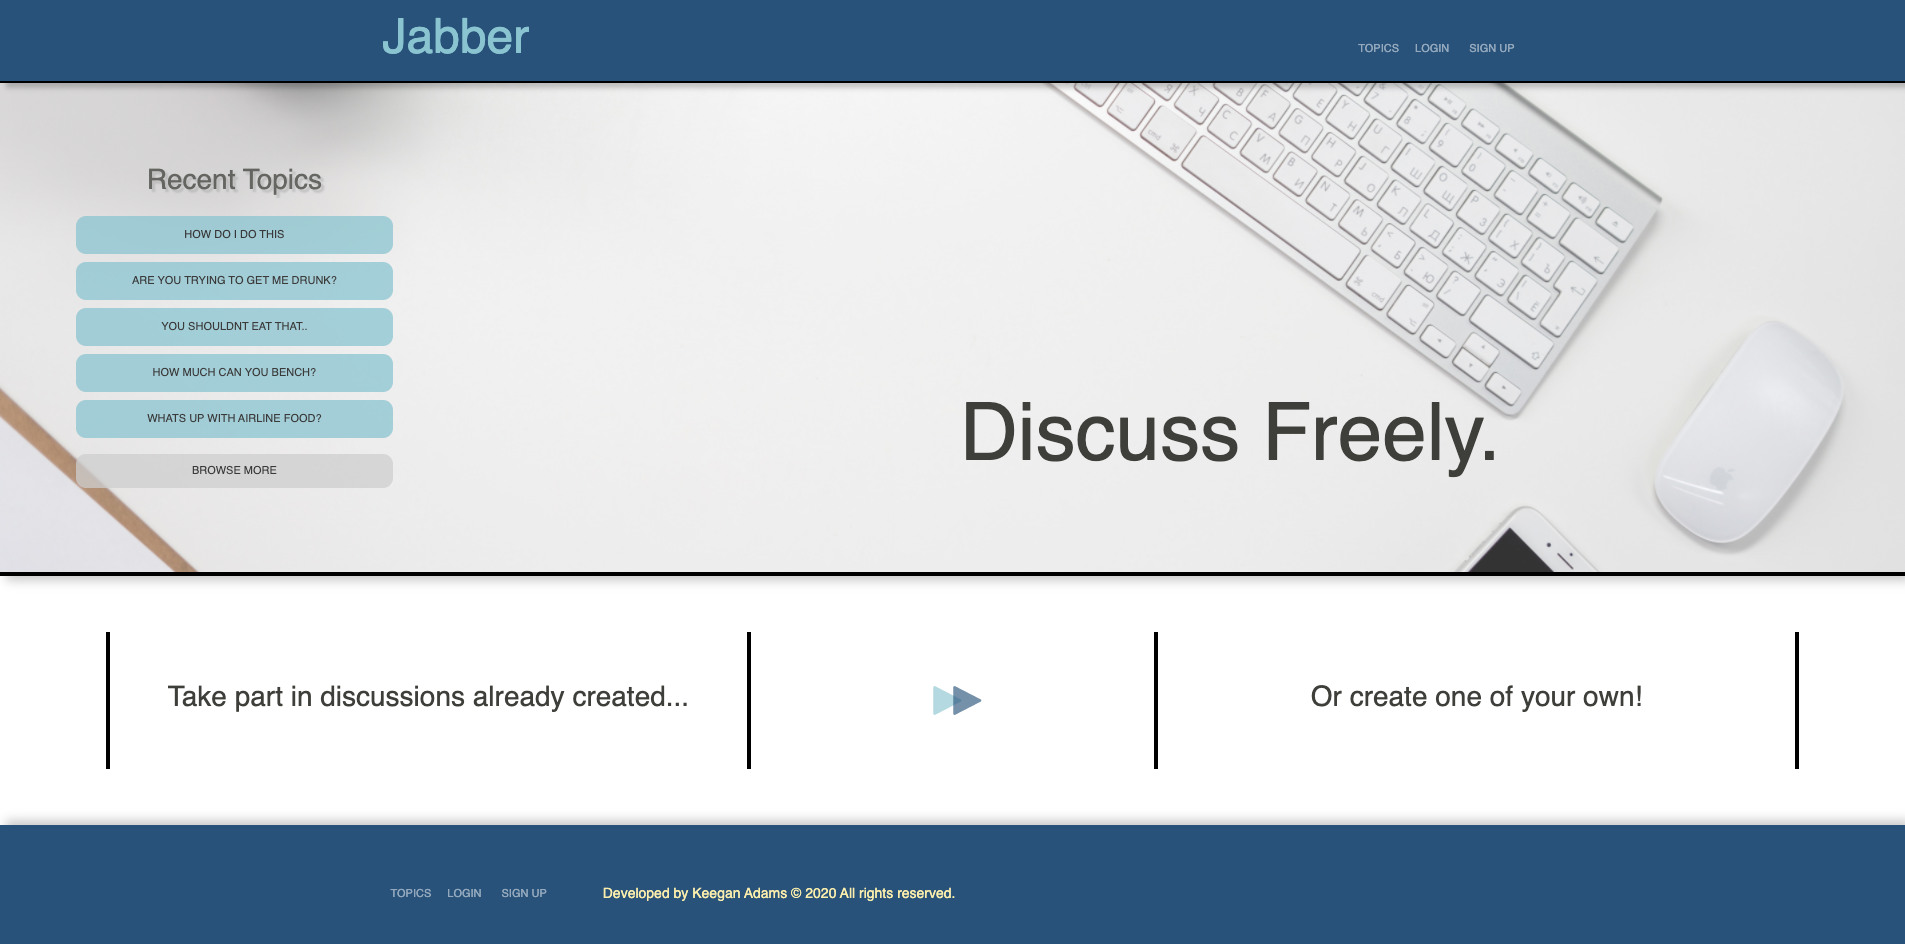 Jabber
TOPICS LOGIN SIGN UP
Recent Topics
HOW DO I DO THIS
ARE YOU TRYING TO GET ME DRUNK?
YOU SHOULDNT EAT THAT..
HOW MUCH CAN YOU BENCH?
WHATS UP WITH AIRLINE FOOD?
BROWSE MORE
Discuss Freely.
Take part in discussions already created...
Or create one of your own!
TOPICS LOGIN SIGN UP
Developed by Keegan Adams © 2020 All rights reserved.